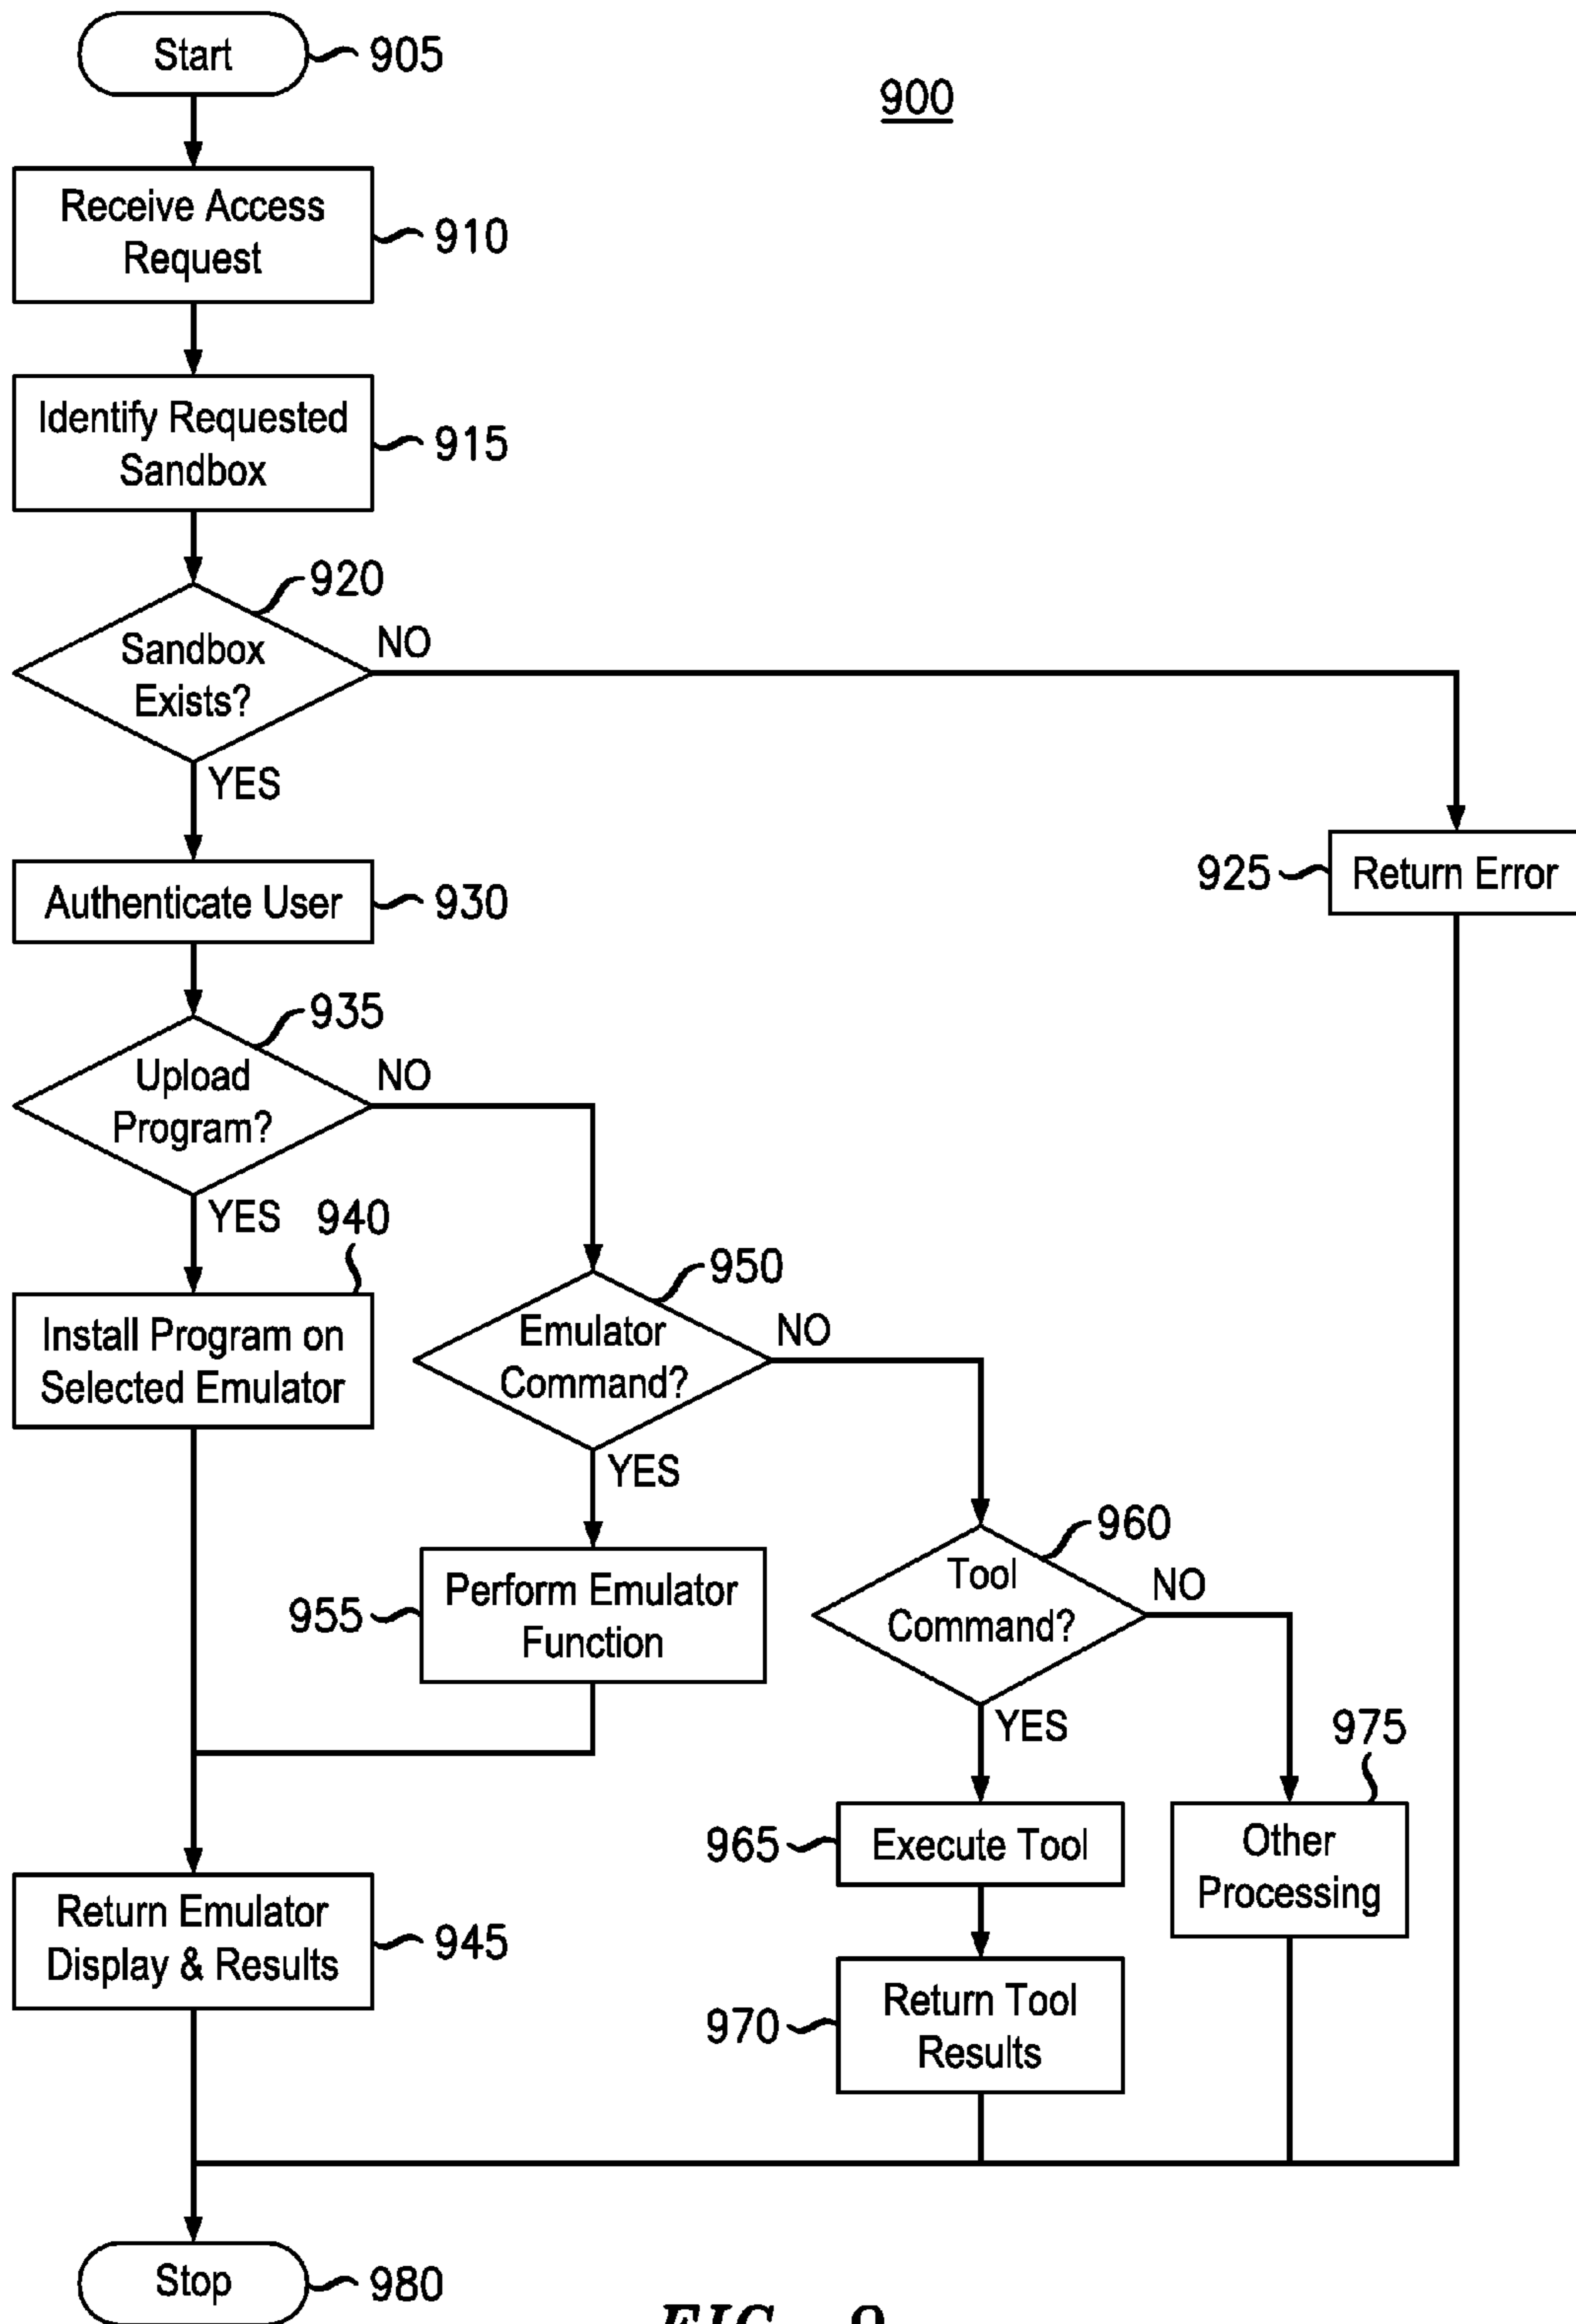 Start
905
900
Receive Access
Request
910
Identify Requested
Sandbox
915
920
Sandbox
Exists?
NO
YES
925
Return Error
Authenticate User
930
935
Upload
Program?
NO
YES
940
950
Install Program on
Selected Emulator
Emulator
Command?
NO
YES
960
955
Perform Emulator
Function
Tool
Command?
NO
YES
975
965
Execute Tool
Other
Processing
Return Emulator
Display & Results
945
970
Return Tool
Results
Stop
980
FIG. 9